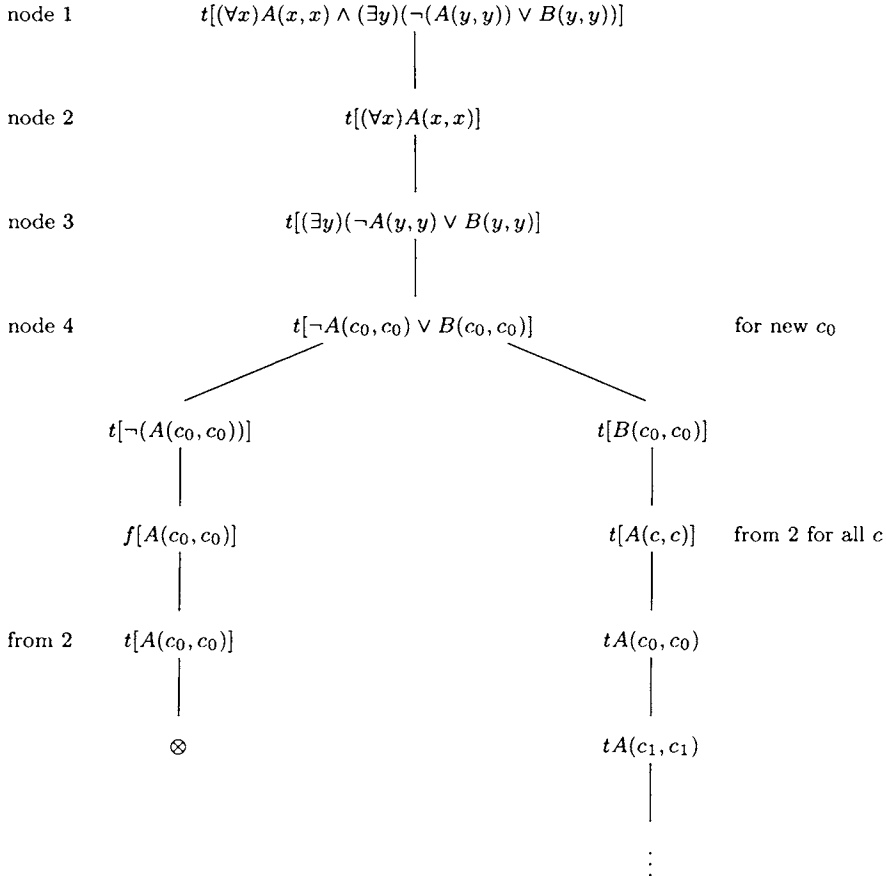 node 1 t[(∀x)A(x, x) ∧ (∃y)(¬(A(y, y)) ∨ B(y, y))]
node 2 t[(∀x)A(x, x)]
node 3 t[(∃y)(¬A(y, y) ∨ B(y, y)]
node 4 t[¬A(c₀, c₀) ∨ B(c₀, c₀)] for new c₀
t[¬(A(c₀, c₀))] t[B(c₀, c₀)]
f[A(c₀, c₀)] t[A(c, c)] from 2 for all c
from 2 t[A(c₀, c₀)] tA(c₀, c₀)
⊗ tA(c₁, c₁)
⋮